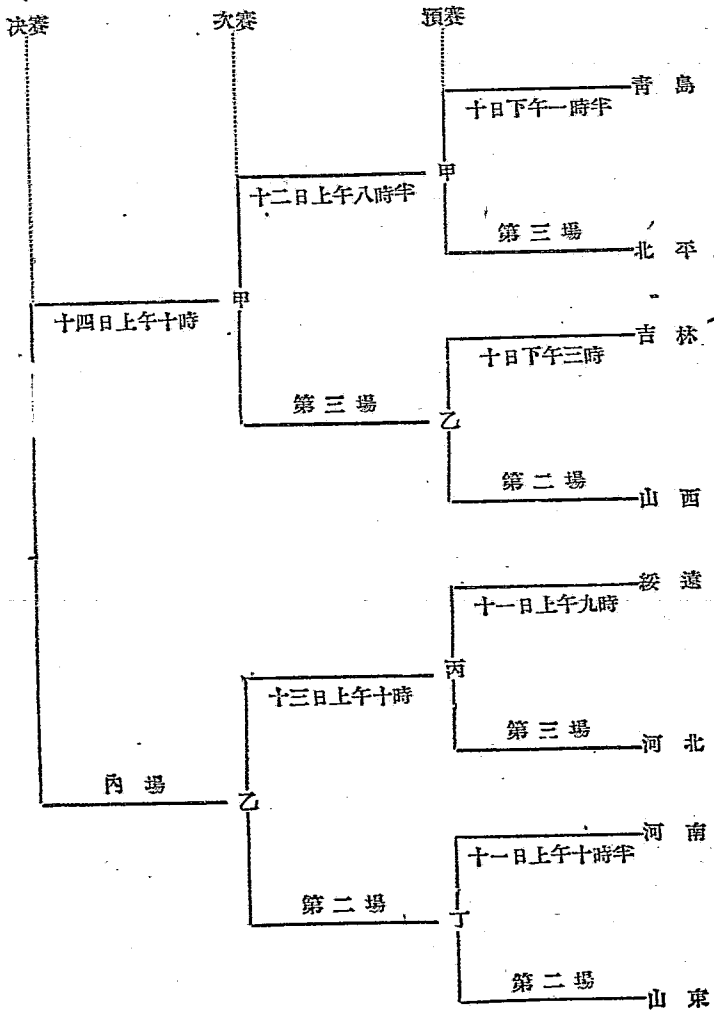 决賽
次賽
預賽
青島
十日下午一時半
甲
十二日上午八時半
第三場
北平
甲
十四日上午十時
吉林
十日下午三時
第三場
乙
第二場
山西
綏遠
十一日上午九時
丙
十三日上午十時
第三場
河北
內場
乙
河南
十一日上午十時半
第二場
丁
第二場
山東